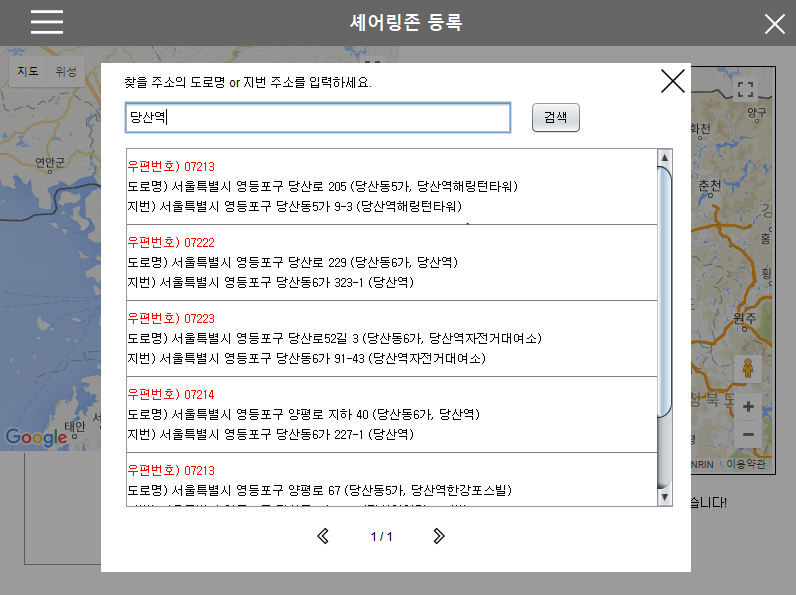 셰어링존 등록
지도 위성
찾을 주소의 도로명 or 지번 주소를 입력하세요.
당산역
검색
우편번호) 07213
도로명) 서울특별시 영등포구 당산로 205 (당산동5가, 당산역해링턴타워)
지번) 서울특별시 영등포구 당산동5가 9-3 (당산역해링턴타워)
우편번호) 07222
도로명) 서울특별시 영등포구 당산로 229 (당산동6가, 당산역)
지번) 서울특별시 영등포구 당산동6가 323-1 (당산역)
우편번호) 07223
도로명) 서울특별시 영등포구 당산로52길 3 (당산동6가, 당산역자전거대여소)
지번) 서울특별시 영등포구 당산동6가 91-43 (당산역자전거대여소)
우편번호) 07214
도로명) 서울특별시 영등포구 양평로 지하 40 (당산동6가, 당산역)
지번) 서울특별시 영등포구 당산동6가 227-1 (당산역)
우편번호) 07213
도로명) 서울특별시 영등포구 양평로 67 (당산동5가, 당산역한강포스빌)
1 / 1
연안군
태안
Google
양구
화천
춘천
홍
횡
원주
이용약관
습니다!